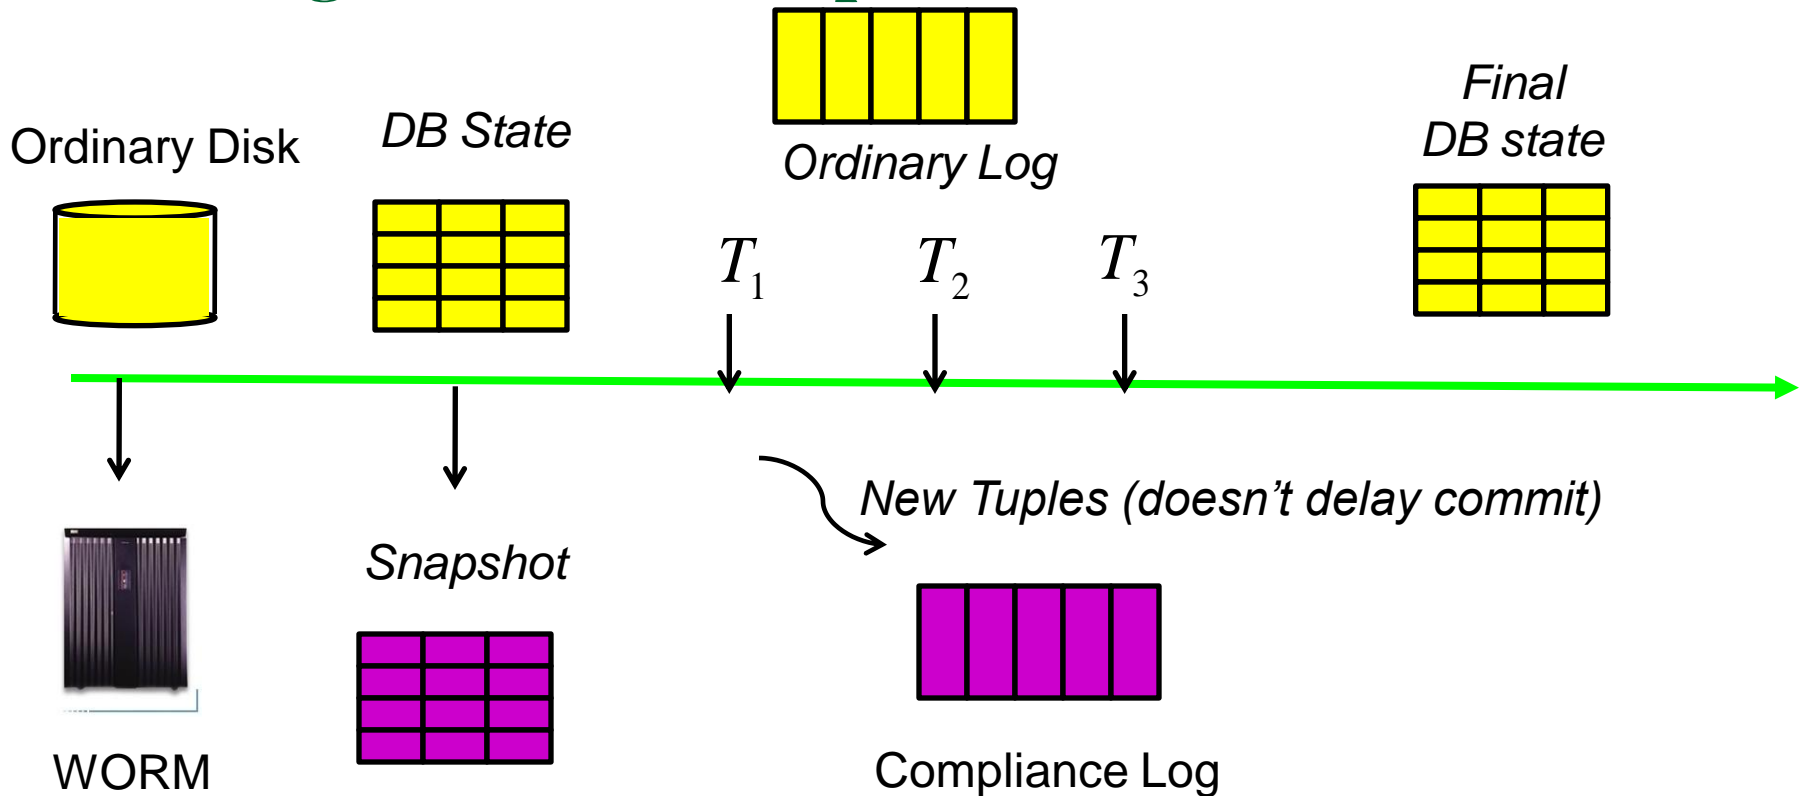 Ordinary Disk
DB State
Ordinary Log
Final
DB state
T1
T2
T3
New Tuples (doesn’t delay commit)
Snapshot
WORM
Compliance Log